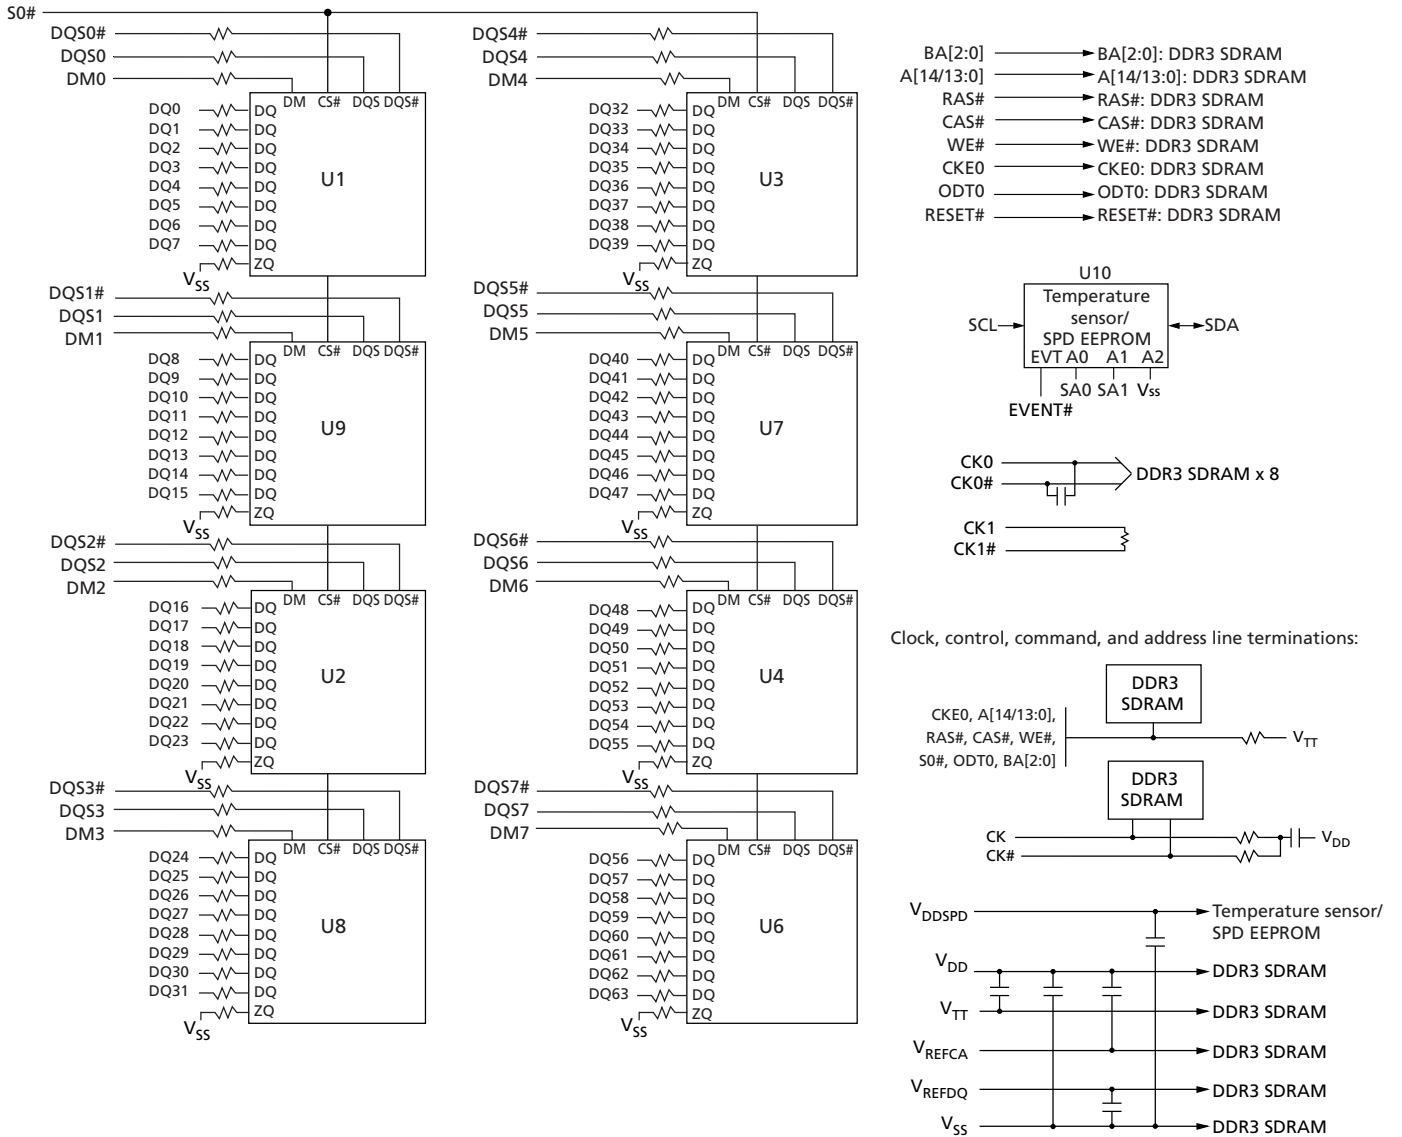 S0#
DQS0#
DQS0
DM0
DM CS# DQS DQS#
DQ0 DQ
DQ1 DQ
DQ2 DQ
DQ3 DQ
DQ4 DQ
DQ5 DQ
DQ6 DQ
DQ7 DQ
ZQ
VSS
U1
DQS1#
DQS1
DM1
DM CS# DQS DQS#
DQ8 DQ
DQ9 DQ
DQ10 DQ
DQ11 DQ
DQ12 DQ
DQ13 DQ
DQ14 DQ
DQ15 DQ
ZQ
VSS
U9
DQS2#
DQS2
DM2
DM CS# DQS DQS#
DQ16 DQ
DQ17 DQ
DQ18 DQ
DQ19 DQ
DQ20 DQ
DQ21 DQ
DQ22 DQ
DQ23 DQ
ZQ
VSS
U2
DQS3#
DQS3
DM3
DM CS# DQS DQS#
DQ24 DQ
DQ25 DQ
DQ26 DQ
DQ27 DQ
DQ28 DQ
DQ29 DQ
DQ30 DQ
DQ31 DQ
ZQ
VSS
U8
DQS4#
DQS4
DM4
DM CS# DQS DQS#
DQ32 DQ
DQ33 DQ
DQ34 DQ
DQ35 DQ
DQ36 DQ
DQ37 DQ
DQ38 DQ
DQ39 DQ
ZQ
VSS
U3
DQS5#
DQS5
DM5
DM CS# DQS DQS#
DQ40 DQ
DQ41 DQ
DQ42 DQ
DQ43 DQ
DQ44 DQ
DQ45 DQ
DQ46 DQ
DQ47 DQ
ZQ
VSS
U7
DQS6#
DQS6
DM6
DM CS# DQS DQS#
DQ48 DQ
DQ49 DQ
DQ50 DQ
DQ51 DQ
DQ52 DQ
DQ53 DQ
DQ54 DQ
DQ55 DQ
ZQ
VSS
U4
DQS7#
DQS7
DM7
DM CS# DQS DQS#
DQ56 DQ
DQ57 DQ
DQ58 DQ
DQ59 DQ
DQ60 DQ
DQ61 DQ
DQ62 DQ
DQ63 DQ
ZQ
VSS
U6
BA[2:0] BA[2:0]: DDR3 SDRAM
A[14/13:0] A[14/13:0]: DDR3 SDRAM
RAS# RAS#: DDR3 SDRAM
CAS# CAS#: DDR3 SDRAM
WE# WE#: DDR3 SDRAM
CKE0 CKE0: DDR3 SDRAM
ODT0 ODT0: DDR3 SDRAM
RESET# RESET#: DDR3 SDRAM
U10
Temperature
sensor/
SPD EEPROM
SCL SDA
EVT A0 A1 A2
SA0 SA1 Vss
EVENT#
CK0
CK0#
DDR3 SDRAM x 8
CK1
CK1#
Clock, control, command, and address line terminations:
DDR3
SDRAM
CKE0, A[14/13:0],
RAS#, CAS#, WE#,
S0#, ODT0, BA[2:0]
VTT
DDR3
SDRAM
CK
CK#
VDD
VDDSPD Temperature sensor/
SPD EEPROM
VDD DDR3 SDRAM
VTT DDR3 SDRAM
VREFCA DDR3 SDRAM
VREFDQ DDR3 SDRAM
VSS DDR3 SDRAM